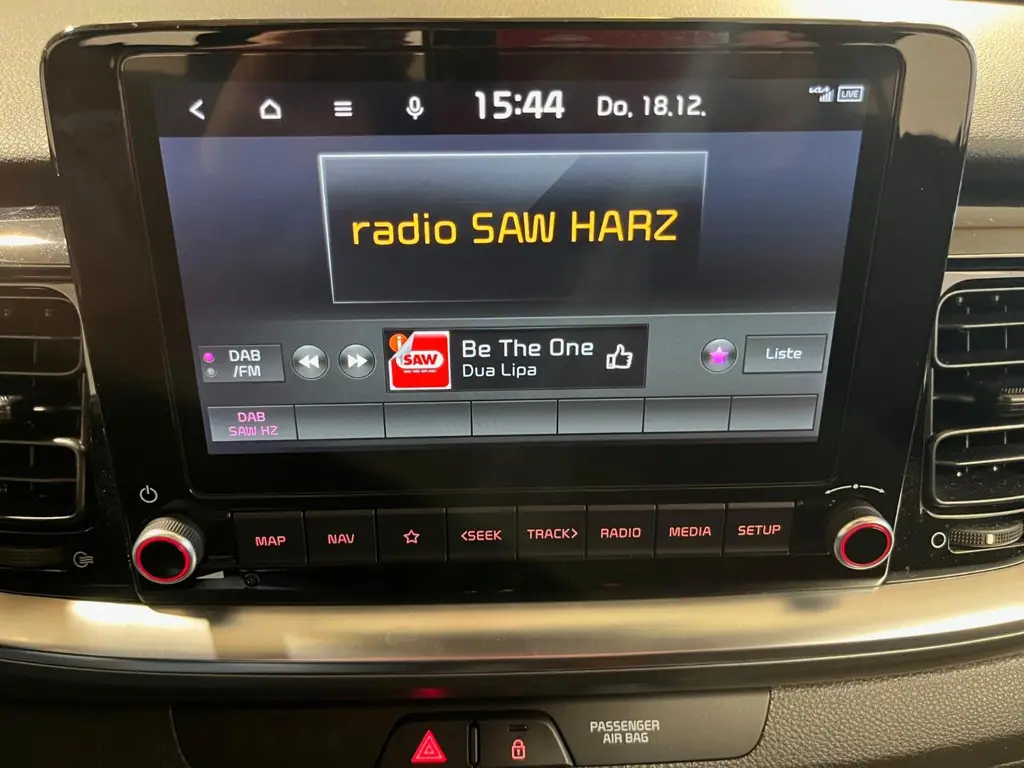 15:44 Do, 18.12.
KIA LIVE
radio SAW HARZ
DAB
/FM
SAW
Be The One
Dua Lipa
Liste
DAB
SAW HZ
MAP NAV <SEEK TRACK> RADIO MEDIA SETUP
PASSENGER
AIR BAG